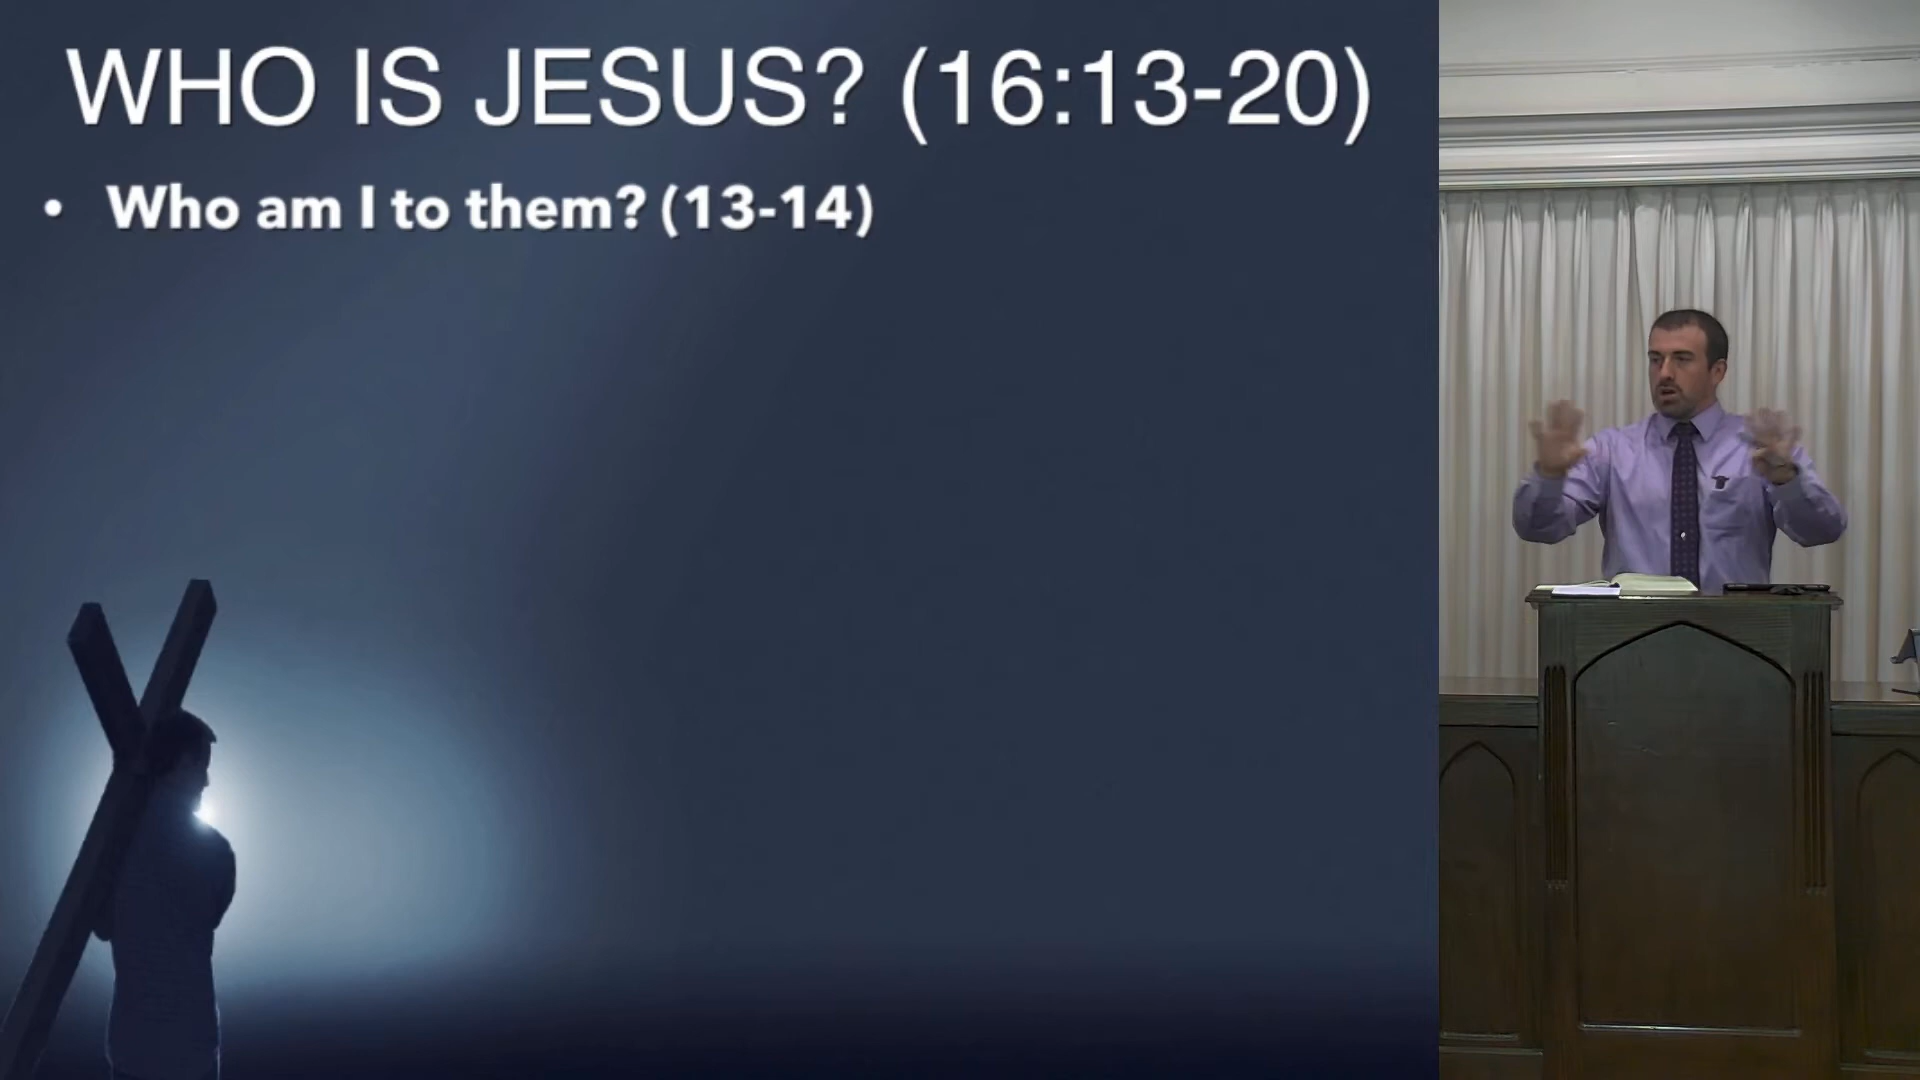 WHO IS JESUS? (16:13-20)
• Who am I to them? (13-14)